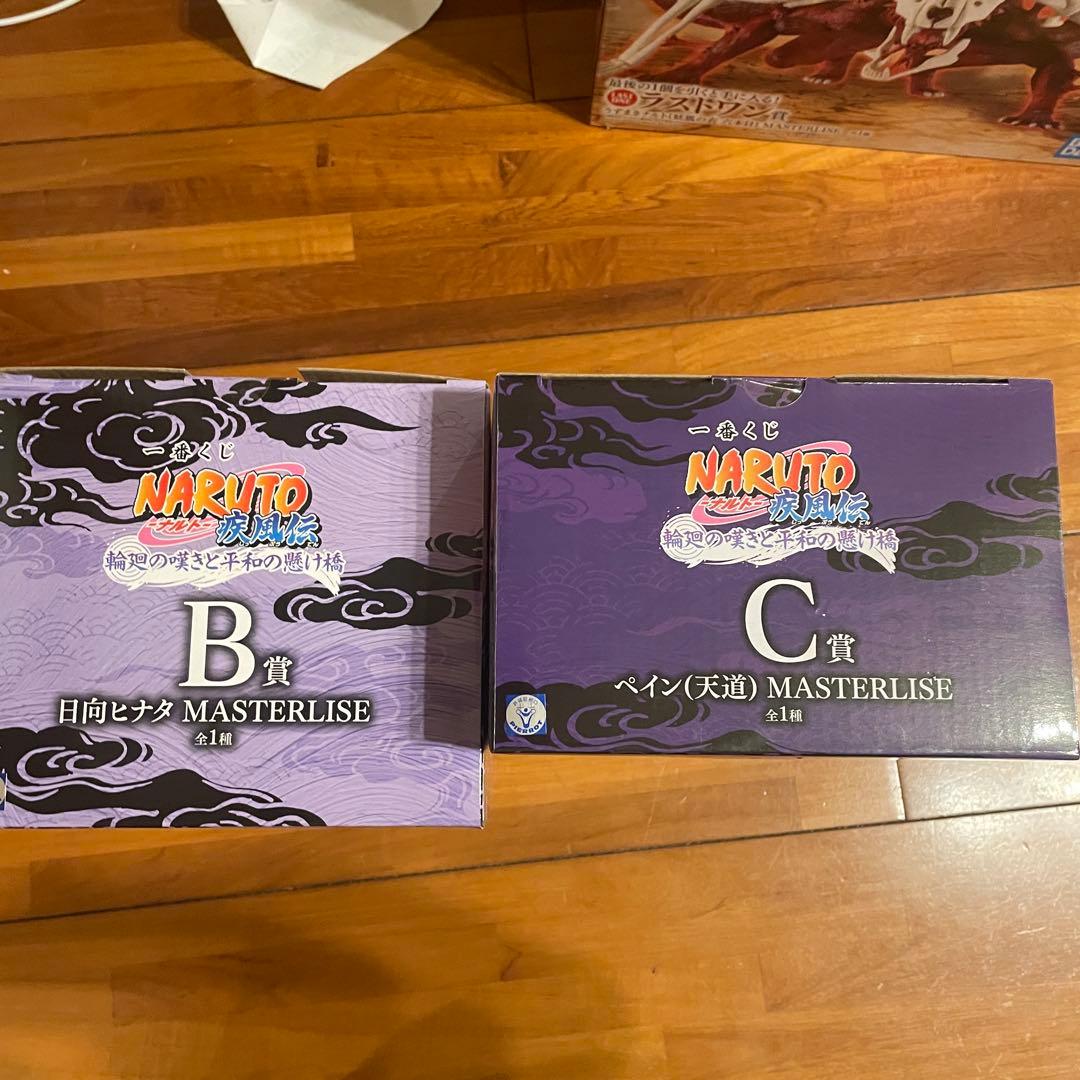 最後の1個を引くと手に入る!
LAST ONE ラストワン賞
一番くじ
NARUTO
-ナルト-
疾風伝
輪廻の嘆きと平和の懸け橋
B賞
日向ヒナタ MASTERLISE
全1種
一番くじ
NARUTO
-ナルト-
疾風伝
輪廻の嘆きと平和の懸け橋
C賞
ペイン(天道) MASTERLISE
全1種
PIERROT